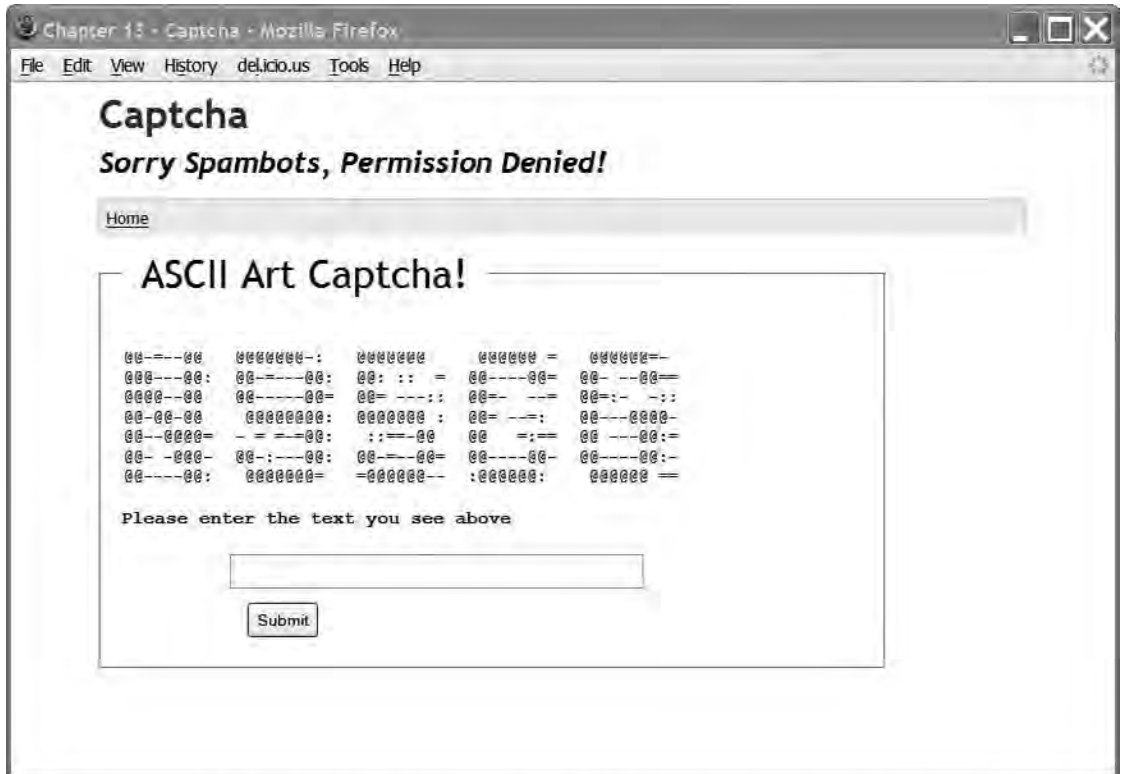 Chapter 13 - Captcha - Mozilla Firefox
File Edit View History del.icio.us Tools Help
Captcha
Sorry Spambots, Permission Denied!
Home
ASCII Art Captcha!
@@-=--@@   @@@@@@@-:   @@@@@@@     @@@@@@ =   @@@@@@=-
@@@---@@:  @@-=---@@:  @@: ::  =  @@----@@=  @@- --@@==
@@@@--@@   @@-----@@=  @@= ---::  @@=-  --=  @@=:-  -::
@@-@@-@@    @@@@@@@@:  @@@@@@@ :  @@= --=:   @@---@@@@-
@@--@@@@=  - = =-=@@:   ::==-@@   @@   =:==  @@ ---@@:=
@@- -@@@-  @@-:---@@:  @@-=--@@=  @@----@@-  @@----@@:-
@@----@@:   @@@@@@@=   =@@@@@@--  :@@@@@@:    @@@@@@ ==
Please enter the text you see above
Submit